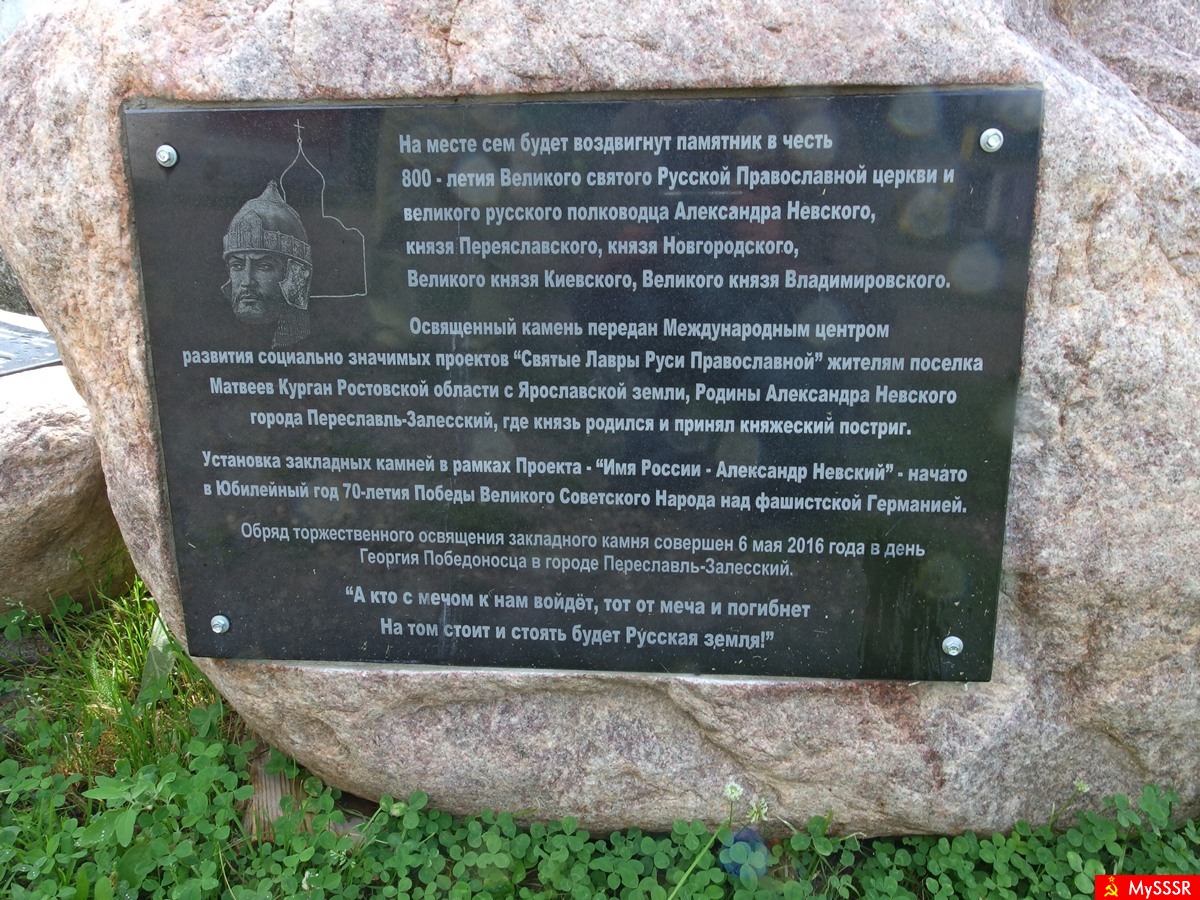 На месте сем будет воздвигнут памятник в честь
800 - летия Великого святого Русской Православной церкви и
великого русского полководца Александра Невского,
князя Переяславского, князя Новгородского,
Великого князя Киевского, Великого князя Владимировского.
Освященный камень передан Международным центром
развития социально значимых проектов “Святые Лавры Руси Православной” жителям поселка
Матвеев Курган Ростовской области с Ярославской земли, Родины Александра Невского
города Переславль-Залесский, где князь родился и принял княжеский постриг.
Установка закладных камней в рамках Проекта - “Имя России - Александр Невский” - начато
в Юбилейный год 70-летия Победы Великого Советского Народа над фашистской Германией.
Обряд торжественного освящения закладного камня совершен 6 мая 2016 года в день
Георгия Победоносца в городе Переславль-Залесский.
“А кто с мечом к нам войдёт, тот от меча и погибнет
На том стоит и стоять будет Русская земля!”
MySSSR